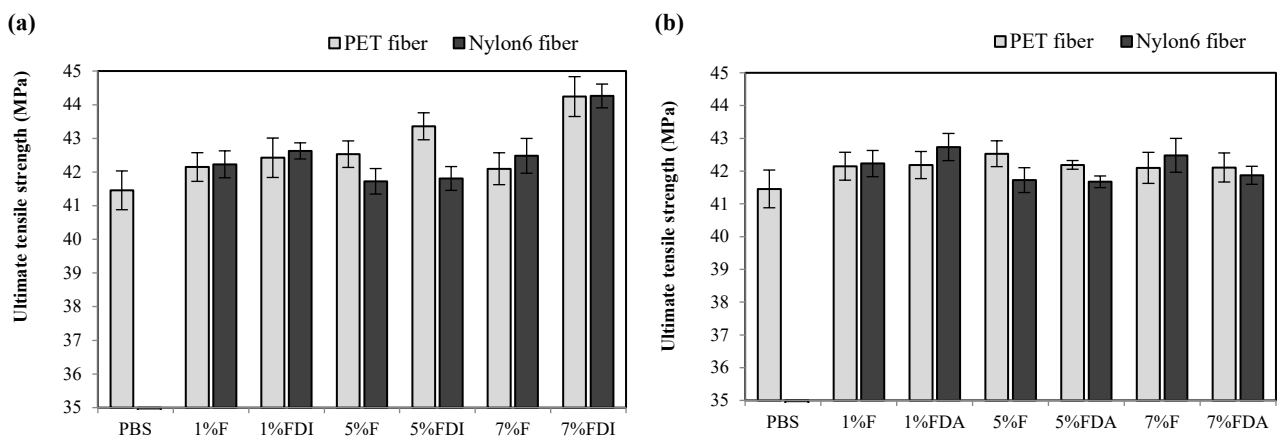 (a)
PET fiber Nylon6 fiber
Ultimate tensile strength (MPa)
45
44
43
42
41
40
39
38
37
36
35
PBS 1%F 1%FDI 5%F 5%FDI 7%F 7%FDI
(b)
PET fiber Nylon6 fiber
Ultimate tensile strength (MPa)
45
44
43
42
41
40
39
38
37
36
35
PBS 1%F 1%FDA 5%F 5%FDA 7%F 7%FDA